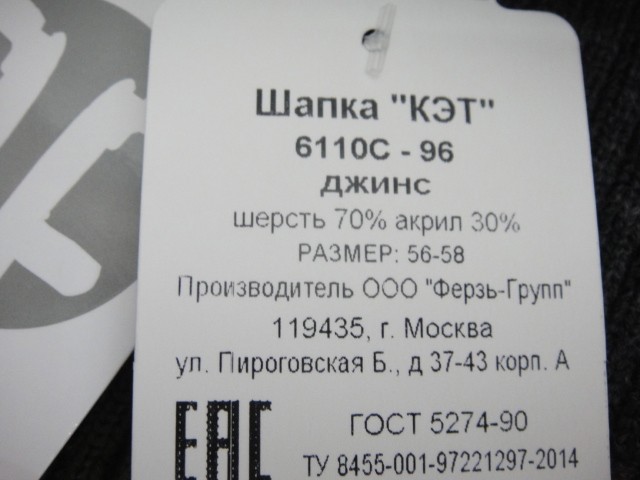 Шапка "КЭТ"
6110С - 96
джинс
шерсть 70% акрил 30%
РАЗМЕР: 56-58
Производитель ООО "Ферзь-Групп"
119435, г. Москва
ул. Пироговская Б., д 37-43 корп. А
ЕАС
ГОСТ 5274-90
ТУ 8455-001-97221297-2014